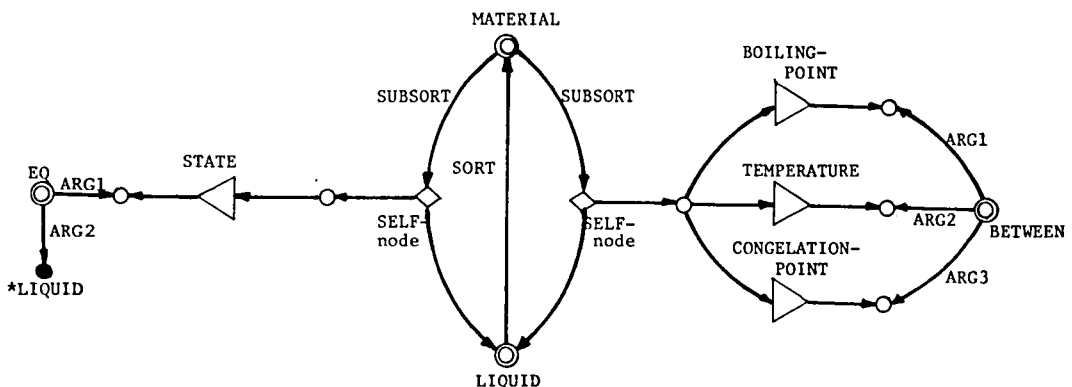 MATERIAL
BOILING-
POINT
SUBSORT
SUBSORT
ARG1
STATE
SORT
TEMPERATURE
EQ
ARG1
ARG2
SELF-
node
SELF-
node
ARG2
BETWEEN
CONGELATION-
POINT
ARG3
*LIQUID
LIQUID